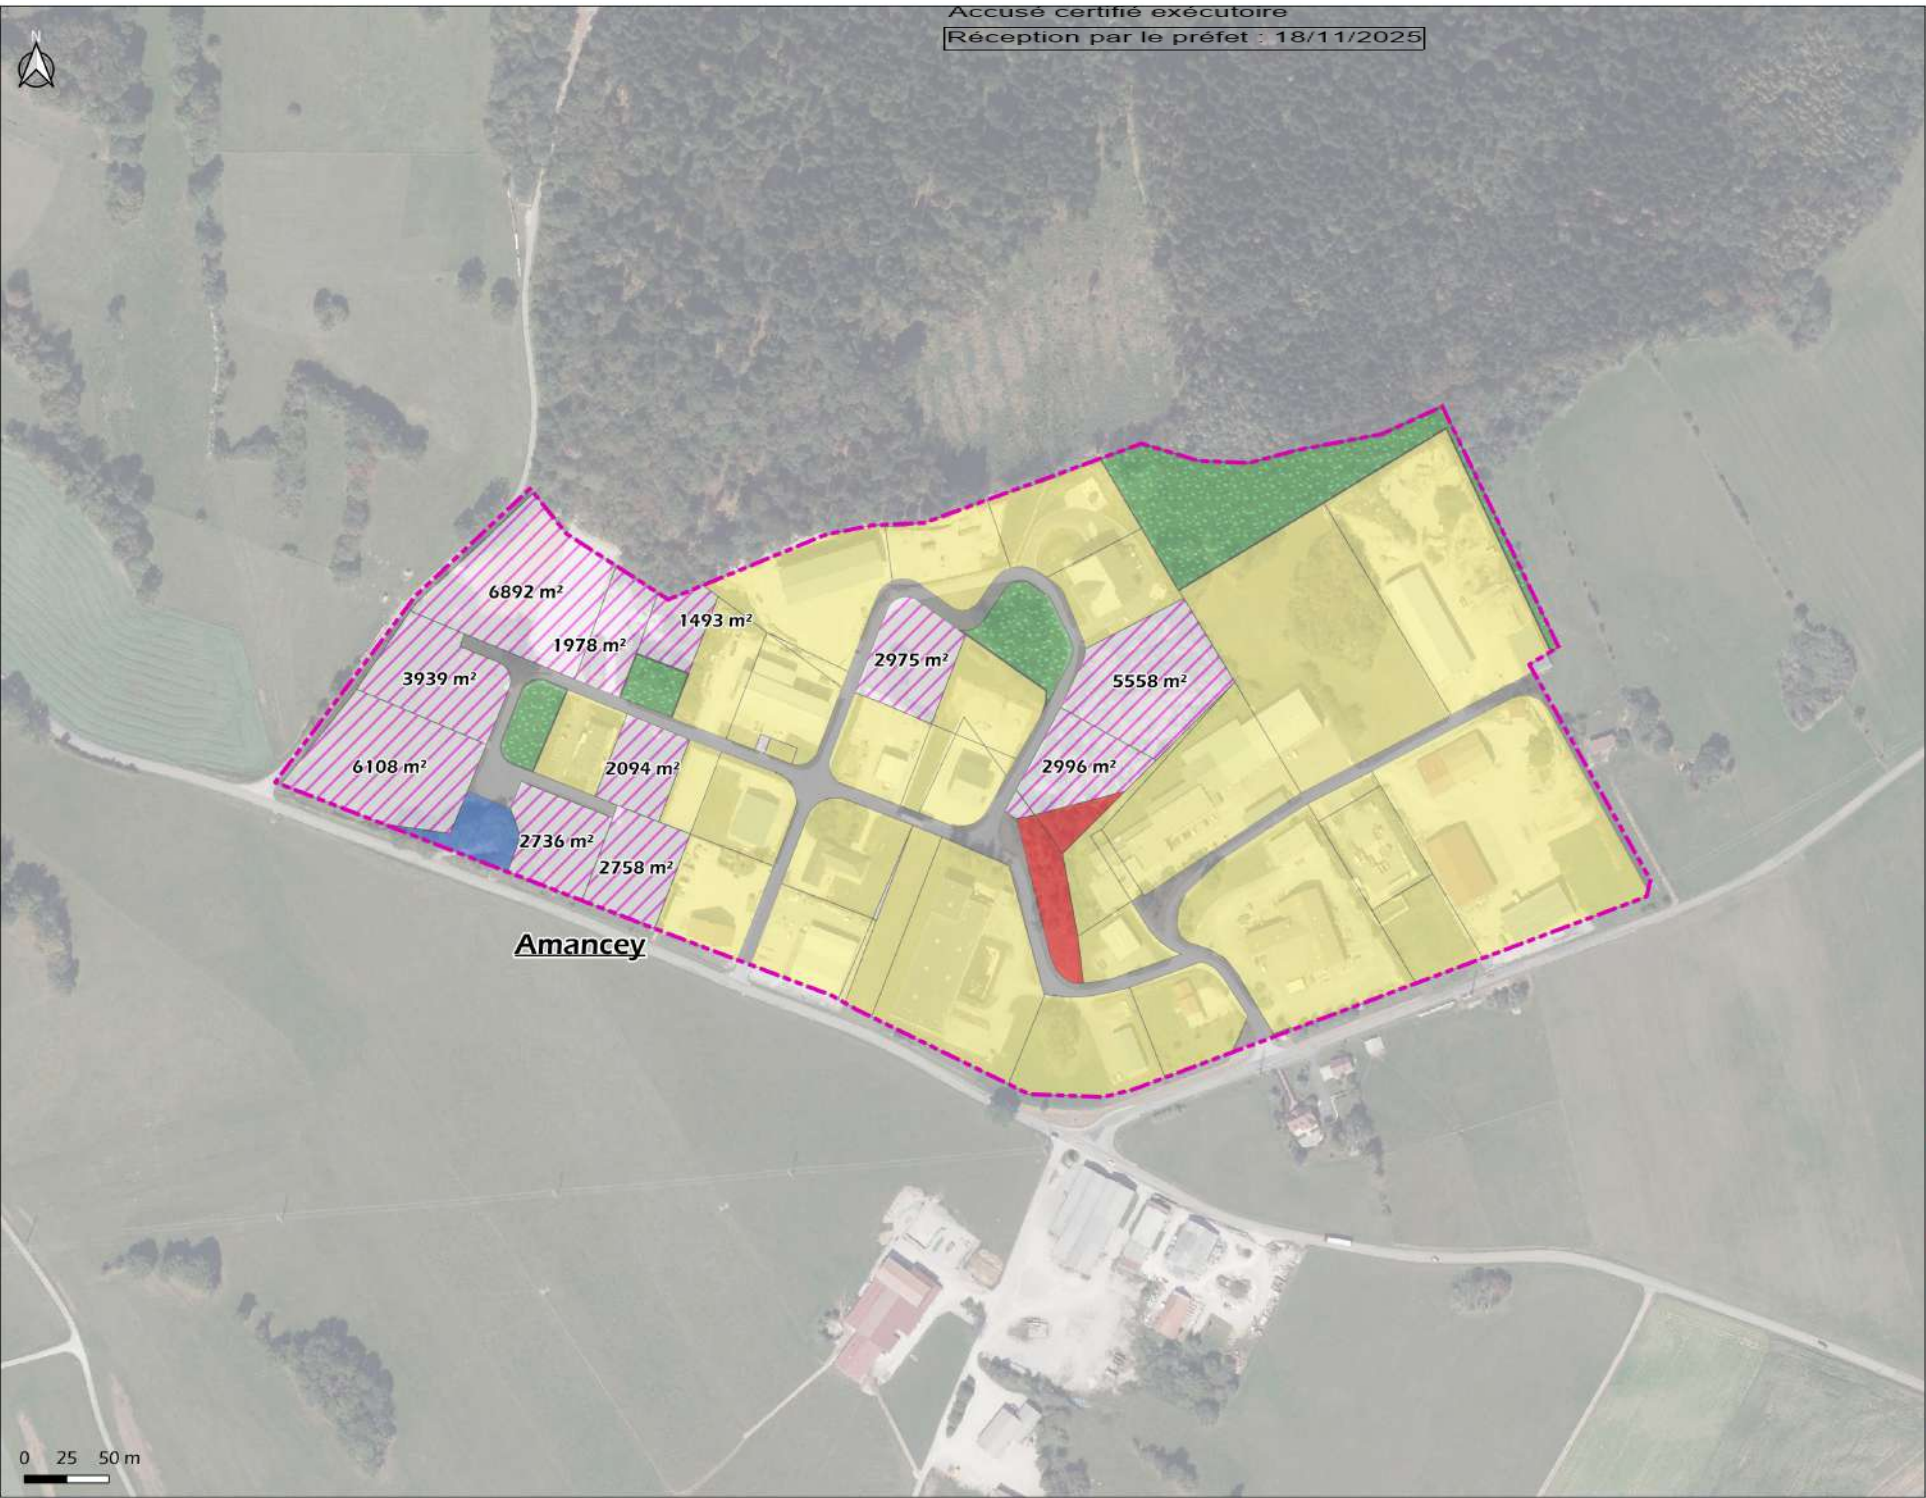 Accusé certifié exécutoire
Réception par le préfet : 18/11/2025
N
6892 m²
1493 m²
1978 m²
2975 m²
3939 m²
5558 m²
6108 m²
2094 m²
2996 m²
2736 m²
2758 m²
Amancey
0 25 50 m